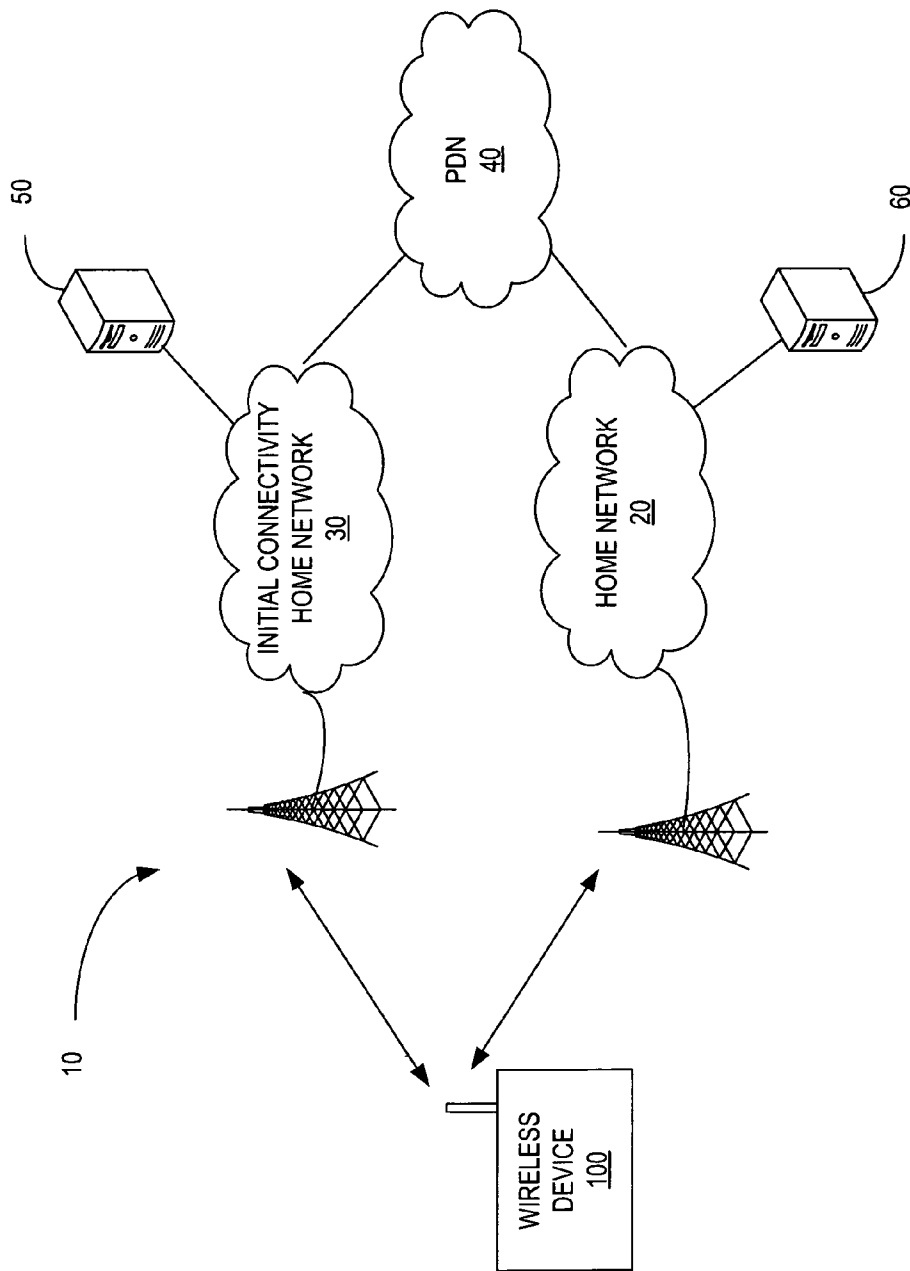 10
50
INITIAL CONNECTIVITY
HOME NETWORK
30
PDN
40
WIRELESS
DEVICE
100
HOME NETWORK
20
60